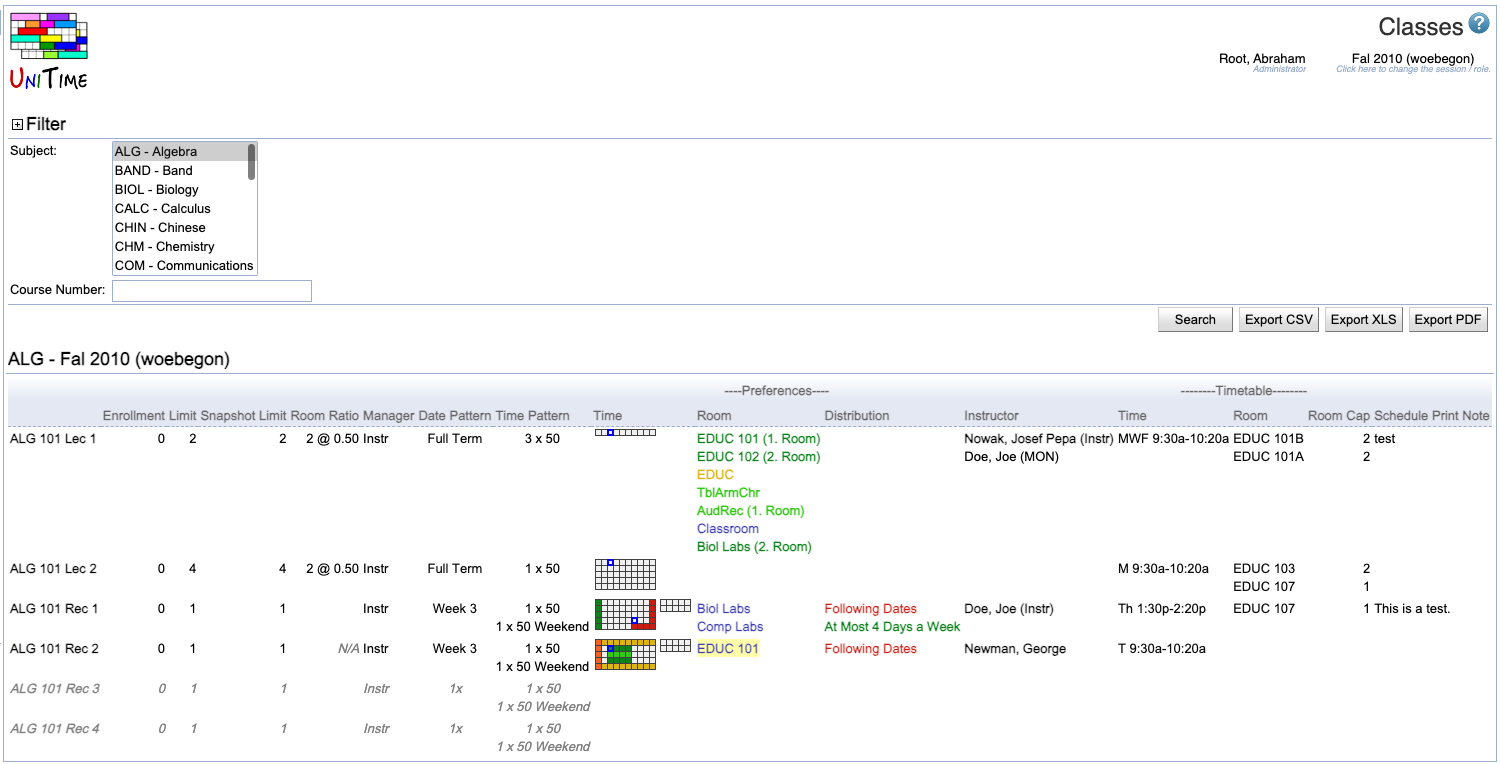 Classes ?
UNITIME
Root, Abraham Fal 2010 (woebegon)
Administrator Click here to change the session / role.
Filter
Subject:
ALG - Algebra
BAND - Band
BIOL - Biology
CALC - Calculus
CHIN - Chinese
CHM - Chemistry
COM - Communications
Course Number:
Search Export CSV Export XLS Export PDF
ALG - Fal 2010 (woebegon)
----Preferences---- --------Timetable--------
Enrollment Limit Snapshot Limit Room Ratio Manager Date Pattern Time Pattern Time Room Distribution Instructor Time Room Room Cap Schedule Print Note
ALG 101 Lec 1 0 2 2 2 @ 0.50 Instr Full Term 3 x 50 EDUC 101 (1. Room) Nowak, Josef Pepa (Instr) MWF 9:30a-10:20a EDUC 101B 2 test
EDUC 102 (2. Room) Doe, Joe (MON) EDUC 101A 2
EDUC
TblArmChr
AudRec (1. Room)
Classroom
Biol Labs (2. Room)
ALG 101 Lec 2 0 4 4 2 @ 0.50 Instr Full Term 1 x 50 M 9:30a-10:20a EDUC 103 2
EDUC 107 1
ALG 101 Rec 1 0 1 1 Instr Week 3 1 x 50 Biol Labs Following Dates Doe, Joe (Instr) Th 1:30p-2:20p EDUC 107 1 This is a test.
1 x 50 Weekend Comp Labs At Most 4 Days a Week
ALG 101 Rec 2 0 1 1 N/A Instr Week 3 1 x 50 EDUC 101 Following Dates Newman, George T 9:30a-10:20a
1 x 50 Weekend
ALG 101 Rec 3 0 1 1 Instr 1x 1 x 50
1 x 50 Weekend
ALG 101 Rec 4 0 1 1 Instr 1x 1 x 50
1 x 50 Weekend